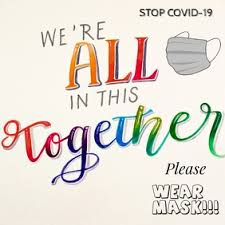 STOP COVID-19
WE'RE
ALL
IN THIS
together
Please
WEAR
MASK!!!